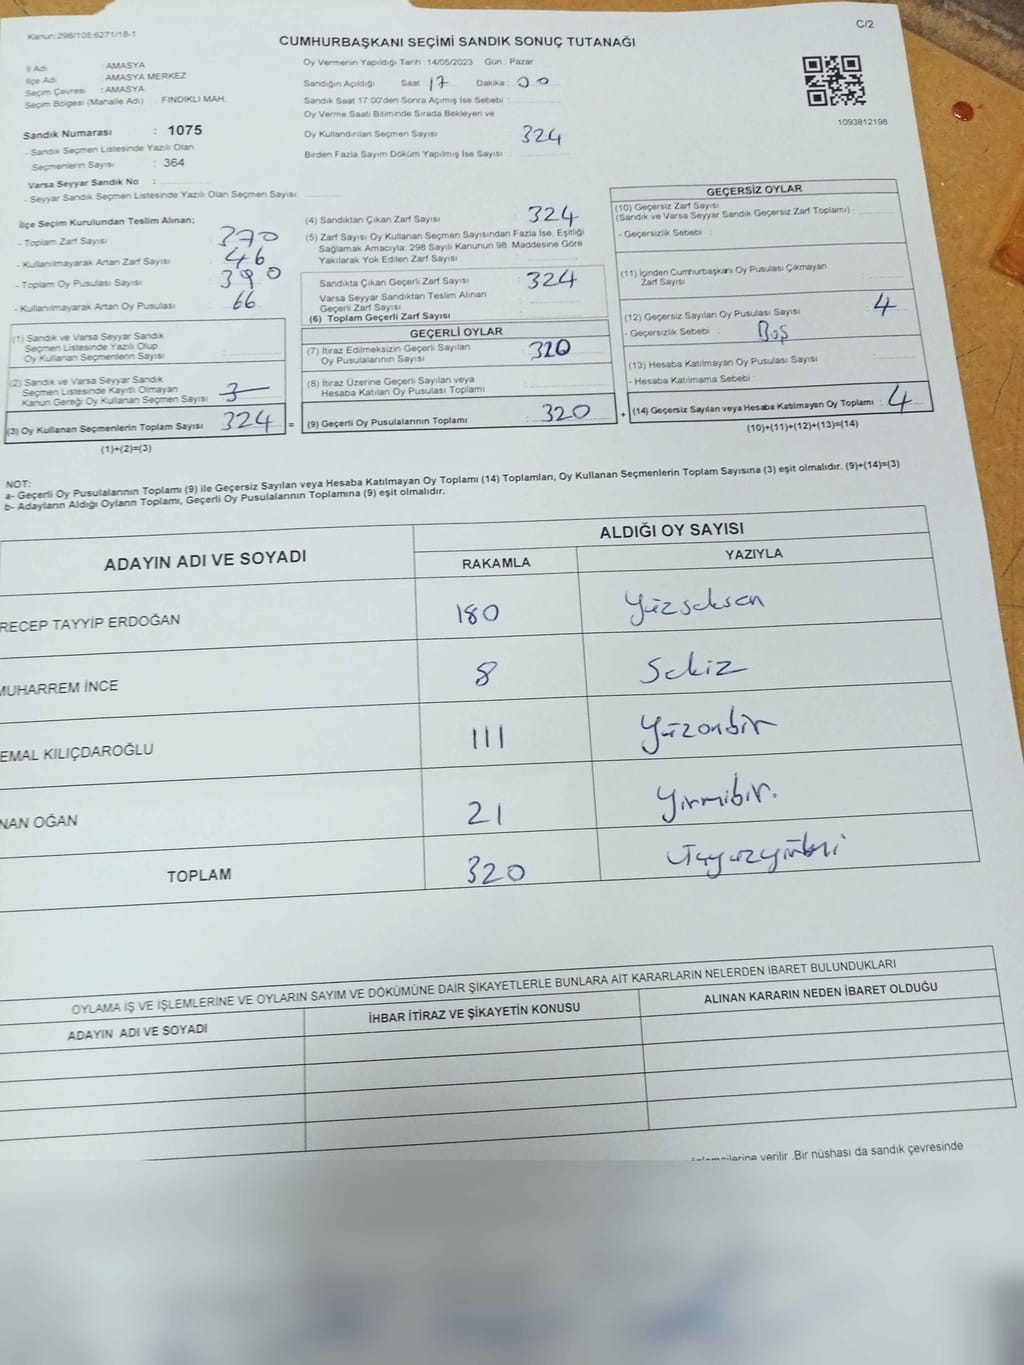 C/2
Kanun:298/105;6271/18-1
CUMHURBAŞKANI SEÇİMİ SANDIK SONUÇ TUTANAĞI
İl Adı : AMASYA
İlçe Adı : AMASYA MERKEZ
Seçim Çevresi : AMASYA
Seçim Bölgesi (Mahalle Adı) : FINDIKLI MAH.
Sandık Numarası : 1075
- Sandık Seçmen Listesinde Yazılı Olan
Seçmenlerin Sayısı : 364
Varsa Seyyar Sandık No :
- Seyyar Sandık Seçmen Listesinde Yazılı Olan Seçmen Sayısı:
Oy Vermenin Yapıldığı Tarih : 14/05/2023 Gün : Pazar
Sandığın Açıldığı Saat : 17 Dakika : 00
Sandık Saat 17:00'den Sonra Açımış İse Sebebi :
Oy Verme Saati Bitiminde Sırada Bekleyen ve
Oy Kullandırılan Seçmen Sayısı : 324
Birden Fazla Sayım Döküm Yapılmış İse Sayısı :
1093812198
İlçe Seçim Kurulundan Teslim Alınan;
- Toplam Zarf Sayısı : 370
- Kullanılmayarak Artan Zarf Sayısı : 46
- Toplam Oy Pusulası Sayısı : 390
- Kullanılmayarak Artan Oy Pusulası : 66
(1) Sandık ve Varsa Seyyar Sandık
Seçmen Listesinde Yazılı Olup
Oy Kullanan Seçmenlerin Sayısı :
(2) Sandık ve Varsa Seyyar Sandık
Seçmen Listesinde Kayıtlı Olmayan
Kanun Gereği Oy Kullanan Seçmen Sayısı : 3
(3) Oy Kullanan Seçmenlerin Toplam Sayısı : 324
(1)+(2)=(3)
(4) Sandıktan Çıkan Zarf Sayısı : 324
(5) Zarf Sayısı Oy Kullanan Seçmen Sayısından Fazla İse, Eşitliği
Sağlamak Amacıyla, 298 Sayılı Kanunun 98. Maddesine Göre
Yakılarak Yok Edilen Zarf Sayısı :
Sandıkta Çıkan Geçerli Zarf Sayısı : 324
Varsa Seyyar Sandıktan Teslim Alınan
Geçerli Zarf Sayısı :
(6) Toplam Geçerli Zarf Sayısı :
GEÇERLİ OYLAR
(7) İtiraz Edilmeksizin Geçerli Sayılan
Oy Pusulalarının Sayısı : 320
(8) İtiraz Üzerine Geçerli Sayılan veya
Hesaba Katılan Oy Pusulası Toplamı :
= (9) Geçerli Oy Pusulalarının Toplamı : 320
GEÇERSİZ OYLAR
(10) Geçersiz Zarf Sayısı
(Sandık ve Varsa Seyyar Sandık Geçersiz Zarf Toplamı) :
- Geçersizlik Sebebi :
(11) İçinden Cumhurbaşkanı Oy Pusulası Çıkmayan
Zarf Sayısı :
(12) Geçersiz Sayılan Oy Pusulası Sayısı : 4
- Geçersizlik Sebebi : Boş
(13) Hesaba Katılmayan Oy Pusulası Sayısı :
- Hesaba Katılmama Sebebi :
+ (14) Geçersiz Sayılan veya Hesaba Katılmayan Oy Toplamı : 4
(10)+(11)+(12)+(13)=(14)
NOT:
a- Geçerli Oy Pusulalarının Toplamı (9) ile Geçersiz Sayılan veya Hesaba Katılmayan Oy Toplamı (14) Toplamları, Oy Kullanan Seçmenlerin Toplam Sayısına (3) eşit olmalıdır. (9)+(14)=(3)
b- Adayların Aldığı Oyların Toplamı, Geçerli Oy Pusulalarının Toplamına (9) eşit olmalıdır.
ADAYIN ADI VE SOYADI ALDIĞI OY SAYISI
RAKAMLA YAZIYLA
RECEP TAYYİP ERDOĞAN 180 Yüzseksen
MUHARREM İNCE 8 Sekiz
EMAL KILIÇDAROĞLU 111 Yüzonbir
NAN OĞAN 21 Yirmibir.
TOPLAM 320 Üçyüzyirmi
OYLAMA İŞ VE İŞLEMLERİNE VE OYLARIN SAYIM VE DÖKÜMÜNE DAİR ŞİKAYETLERLE BUNLARA AİT KARARLARIN NELERDEN İBARET BULUNDUKLARI
ADAYIN ADI VE SOYADI İHBAR İTİRAZ VE ŞİKAYETİN KONUSU ALINAN KARARIN NEDEN İBARET OLDUĞU
verilir .Bir nüshası da sandık çevresinde